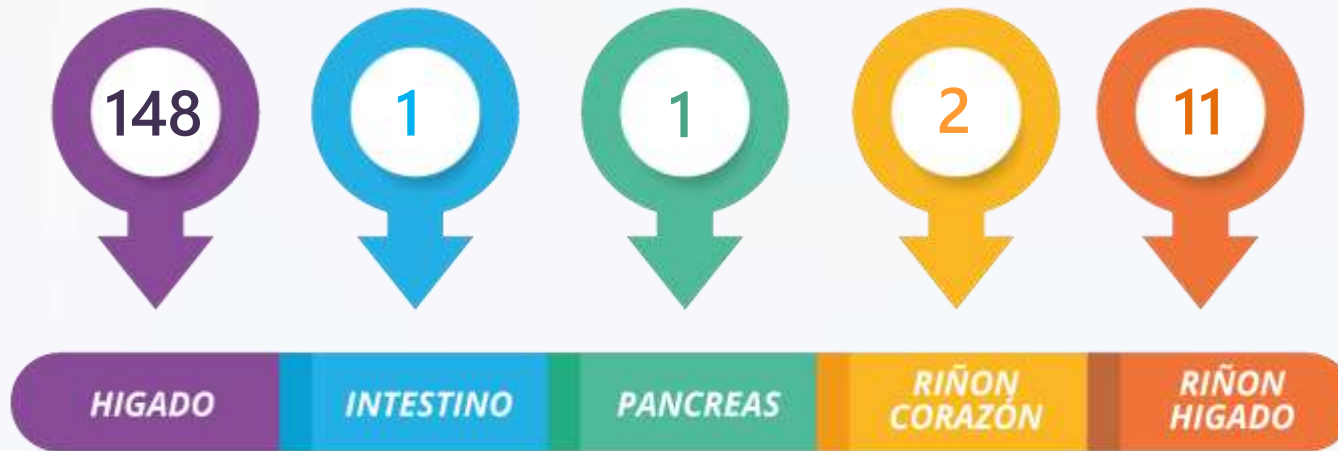 148
1
1
2
11
HIGADO
INTESTINO
PANCREAS
RIÑON
CORAZÓN
RIÑON
HIGADO